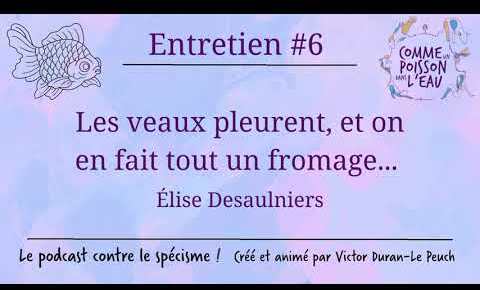 Entretien #6
COMME UN
POISSON
DANS L'EAU
Les veaux pleurent, et on
en fait tout un fromage...
Élise Desaulniers
Le podcast contre le spécisme ! Créé et animé par Victor Duran-Le Peuch